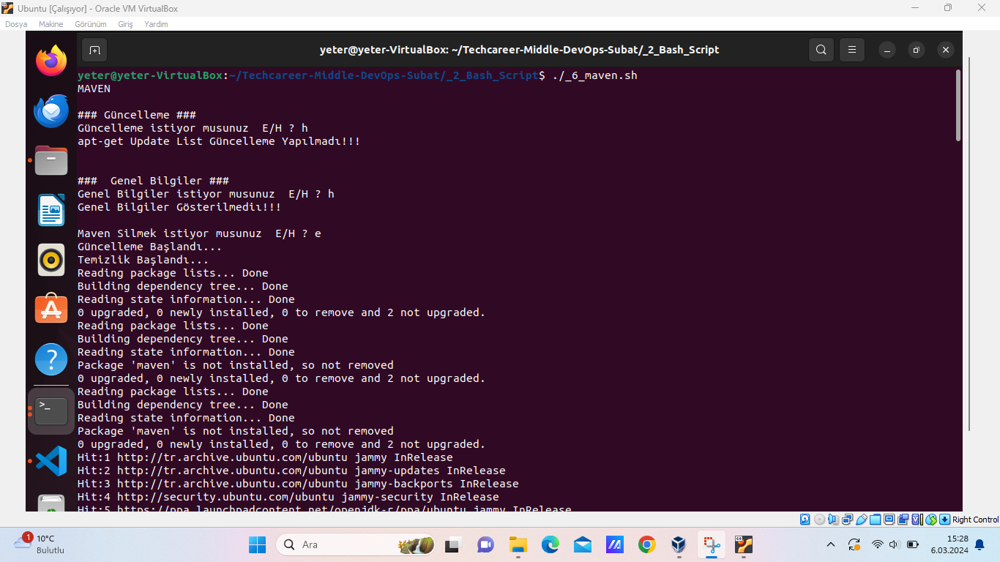 Ubuntu [Çalışıyor] - Oracle VM VirtualBox
Dosya Makine Görünüm Giriş Yardım
yeter@yeter-VirtualBox: ~/Techcareer-Middle-DevOps-Subat/_2_Bash_Script
yeter@yeter-VirtualBox:~/Techcareer-Middle-DevOps-Subat/_2_Bash_Script$ ./_6_maven.sh
MAVEN
### Güncelleme ###
Güncelleme istiyor musunuz  E/H ? h
apt-get Update List Güncelleme Yapılmadı!!!
###  Genel Bilgiler ###
Genel Bilgiler istiyor musunuz  E/H ? h
Genel Bilgiler Gösterilmediı!!!
Maven Silmek istiyor musunuz  E/H ? e
Güncelleme Başlandı...
Temizlik Başlandı...
Reading package lists... Done
Building dependency tree... Done
Reading state information... Done
0 upgraded, 0 newly installed, 0 to remove and 2 not upgraded.
Reading package lists... Done
Building dependency tree... Done
Reading state information... Done
Package 'maven' is not installed, so not removed
0 upgraded, 0 newly installed, 0 to remove and 2 not upgraded.
Reading package lists... Done
Building dependency tree... Done
Reading state information... Done
Package 'maven' is not installed, so not removed
0 upgraded, 0 newly installed, 0 to remove and 2 not upgraded.
Hit:1 http://tr.archive.ubuntu.com/ubuntu jammy InRelease
Hit:2 http://tr.archive.ubuntu.com/ubuntu jammy-updates InRelease
Hit:3 http://tr.archive.ubuntu.com/ubuntu jammy-backports InRelease
Hit:4 http://security.ubuntu.com/ubuntu jammy-security InRelease
Hit:5 https://ppa.launchpadcontent.net/openjdk-r/ppa/ubuntu jammy InRelease
Right Control
1
10°C
Bulutlu
Ara
15:28
6.03.2024